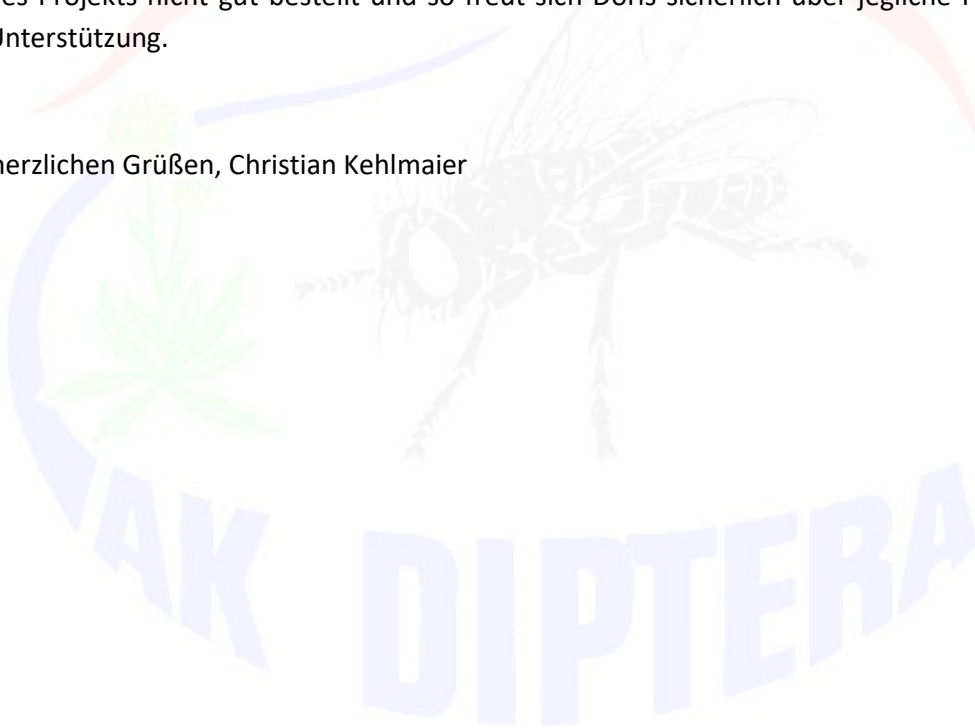 es Projekts nicht gut bestellt und so freut sich Doris sicherlich über jegliche
Unterstützung.
herzlichen Grüßen, Christian Kehlmaier
AK DIPTERA